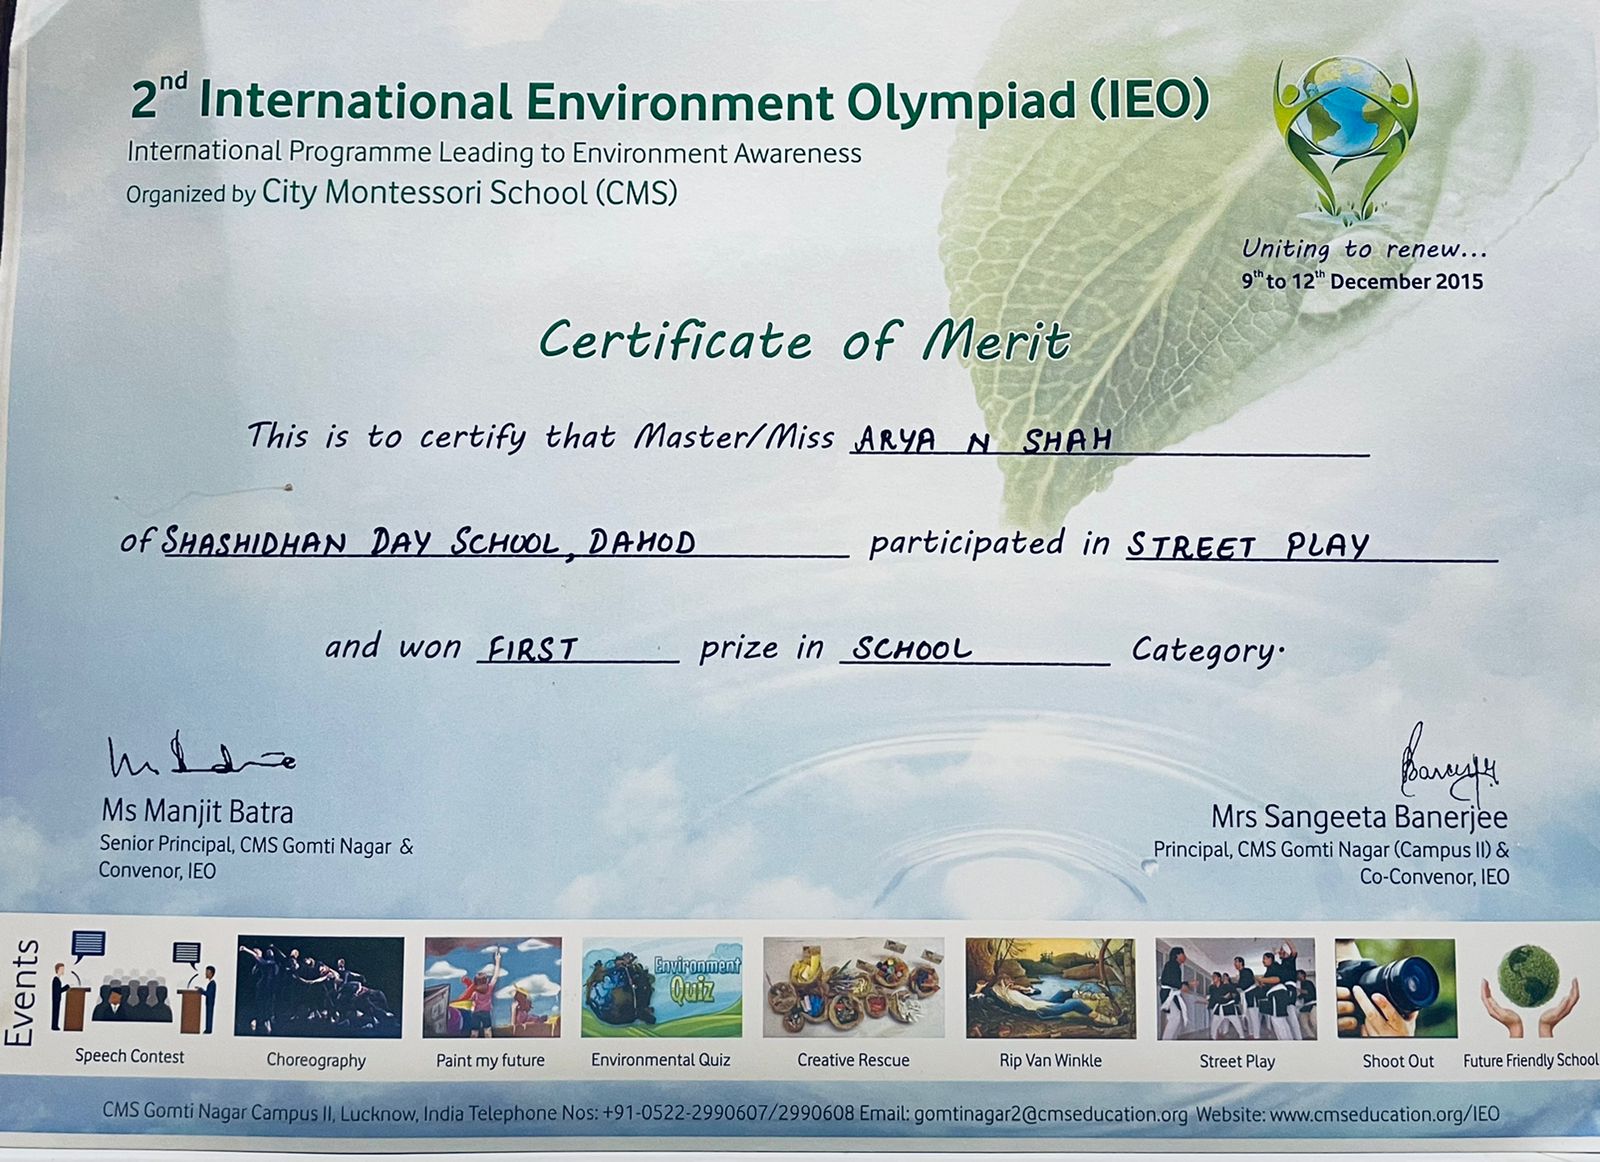 2nd International Environment Olympiad (IEO)
International Programme Leading to Environment Awareness
Organized by City Montessori School (CMS)
Uniting to renew...
9th to 12th December 2015
Certificate of Merit
This is to certify that Master/Miss ARYA N SHAH
of SHASHIDHAN DAY SCHOOL, DAHOD participated in STREET PLAY
and won FIRST prize in SCHOOL Category.
Ms Manjit Batra
Senior Principal, CMS Gomti Nagar &
Convenor, IEO
Mrs Sangeeta Banerjee
Principal, CMS Gomti Nagar (Campus II) &
Co-Convenor, IEO
Events
Environment
Quiz
Speech Contest Choreography Paint my future Environmental Quiz Creative Rescue Rip Van Winkle Street Play Shoot Out Future Friendly School
CMS Gomti Nagar Campus II, Lucknow, India Telephone Nos: +91-0522-2990607/2990608 Email: gomtinagar2@cmseducation.org Website: www.cmseducation.org/IEO